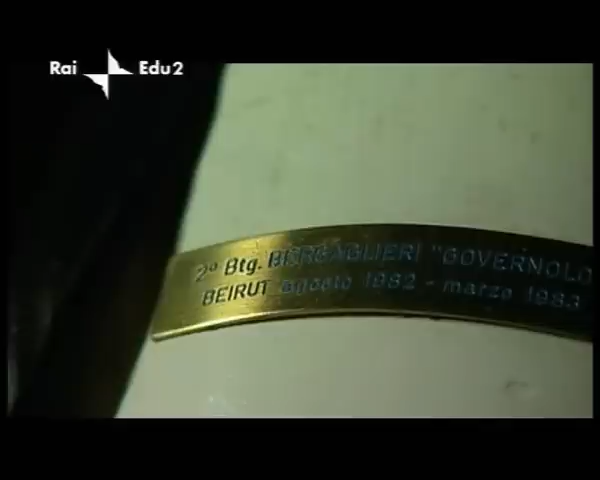 Rai Edu2
2° Btg. BERSAGLIERI "GOVERNOLO
BEIRUT agosto 1982 - marzo 1983